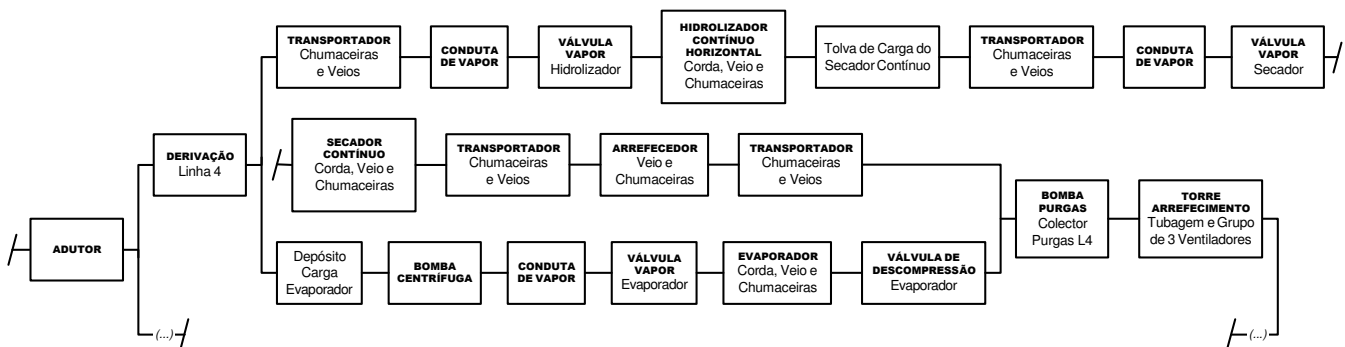 TRANSPORTADOR
Chumaceiras
e Veios
CONDUTA
DE VAPOR
VÁLVULA
VAPOR
Hidrolizador
HIDROLIZADOR
CONTÍNUO
HORIZONTAL
Corda, Veio e
Chumaceiras
Tolva de Carga do
Secador Contínuo
TRANSPORTADOR
Chumaceiras
e Veios
CONDUTA
DE VAPOR
VÁLVULA
VAPOR
Secador
DERIVAÇÃO
Linha 4
SECADOR
CONTÍNUO
Corda, Veio e
Chumaceiras
TRANSPORTADOR
Chumaceiras
e Veios
ARREFECEDOR
Veio e
Chumaceiras
TRANSPORTADOR
Chumaceiras
e Veios
BOMBA
PURGAS
Colector
Purgas L4
TORRE
ARREFECIMENTO
Tubagem e Grupo
de 3 Ventiladores
ADUTOR
Depósito
Carga
Evaporador
BOMBA
CENTRÍFUGA
CONDUTA
DE VAPOR
VÁLVULA
VAPOR
Evaporador
EVAPORADOR
Corda, Veio e
Chumaceiras
VÁLVULA DE
DESCOMPRESSÃO
Evaporador
(...)
(...)